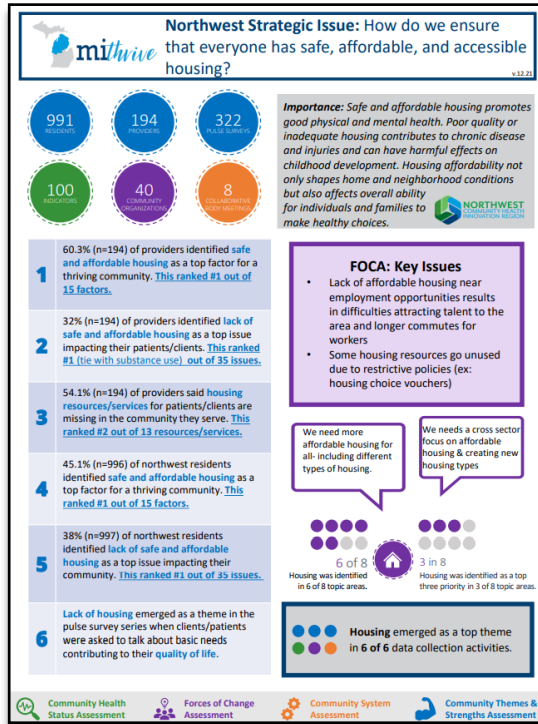 mithrive
Northwest Strategic Issue: How do we ensure
that everyone has safe, affordable, and accessible
housing?
v.12.21
991
RESIDENTS
194
PROVIDERS
322
PULSE SURVEYS
100
INDICATORS
40
COMMUNITY
ORGANIZATIONS
8
COLLABORATIVE
BODY MEETINGS
Importance: Safe and affordable housing promotes
good physical and mental health. Poor quality or
inadequate housing contributes to chronic disease
and injuries and can have harmful effects on
childhood development. Housing affordability not
only shapes home and neighborhood conditions
but also affects overall ability
for individuals and families to
make healthy choices.
NORTHWEST
COMMUNITY HEALTH
INNOVATION REGION
1
60.3% (n=194) of providers identified safe
and affordable housing as a top factor for a
thriving community. This ranked #1 out of
15 factors.
2
32% (n=194) of providers identified lack of
safe and affordable housing as a top issue
impacting their patients/clients. This ranked
#1 (tie with substance use) out of 35 issues.
3
54.1% (n=194) of providers said housing
resources/services for patients/clients are
missing in the community they serve. This
ranked #2 out of 13 resources/services.
4
45.1% (n=996) of northwest residents
identified safe and affordable housing as a
top factor for a thriving community. This
ranked #1 out of 15 factors.
5
38% (n=997) of northwest residents
identified lack of safe and affordable
housing as a top issue impacting their
community. This ranked #1 out of 35 issues.
6
Lack of housing emerged as a theme in the
pulse survey series when clients/patients
were asked to talk about basic needs
contributing to their quality of life.
FOCA: Key Issues
• Lack of affordable housing near
employment opportunities results
in difficulties attracting talent to the
area and longer commutes for
workers
• Some housing resources go unused
due to restrictive policies (ex:
housing choice vouchers)
We need more
affordable housing for
all- including different
types of housing.
We needs a cross sector
focus on affordable
housing & creating new
housing types
6 of 8
Housing was identified
in 6 of 8 topic areas.
3 in 8
Housing was identified as a top
three priority in 3 of 8 topic areas.
Housing emerged as a top theme
in 6 of 6 data collection activities.
Community Health
Status Assessment
Forces of Change
Assessment
Community System
Assessment
Community Themes &
Strengths Assessment